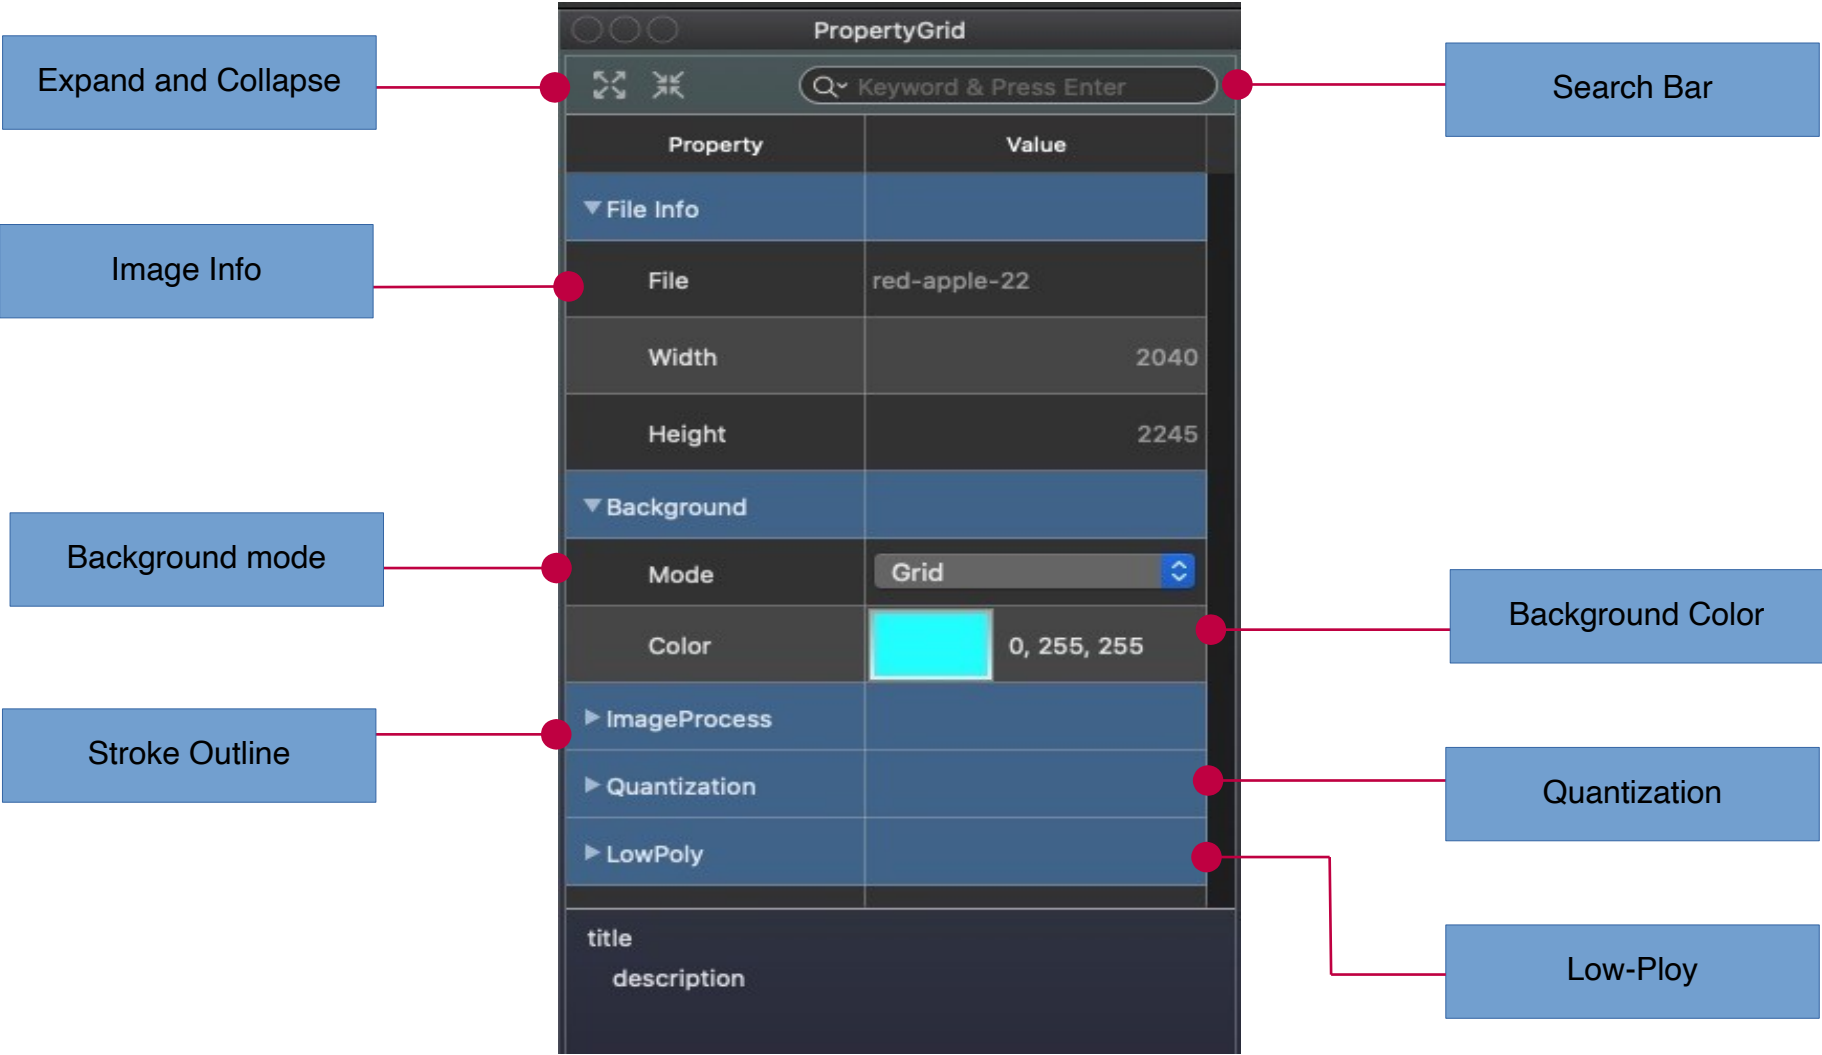 PropertyGrid
Expand and Collapse
Keyword & Press Enter
Search Bar
Property Value
File Info
Image Info
File red-apple-22
Width 2040
Height 2245
Background
Background mode
Mode Grid
Color 0, 255, 255
Background Color
ImageProcess
Stroke Outline
Quantization
Quantization
LowPoly
Low-Ploy
title
description